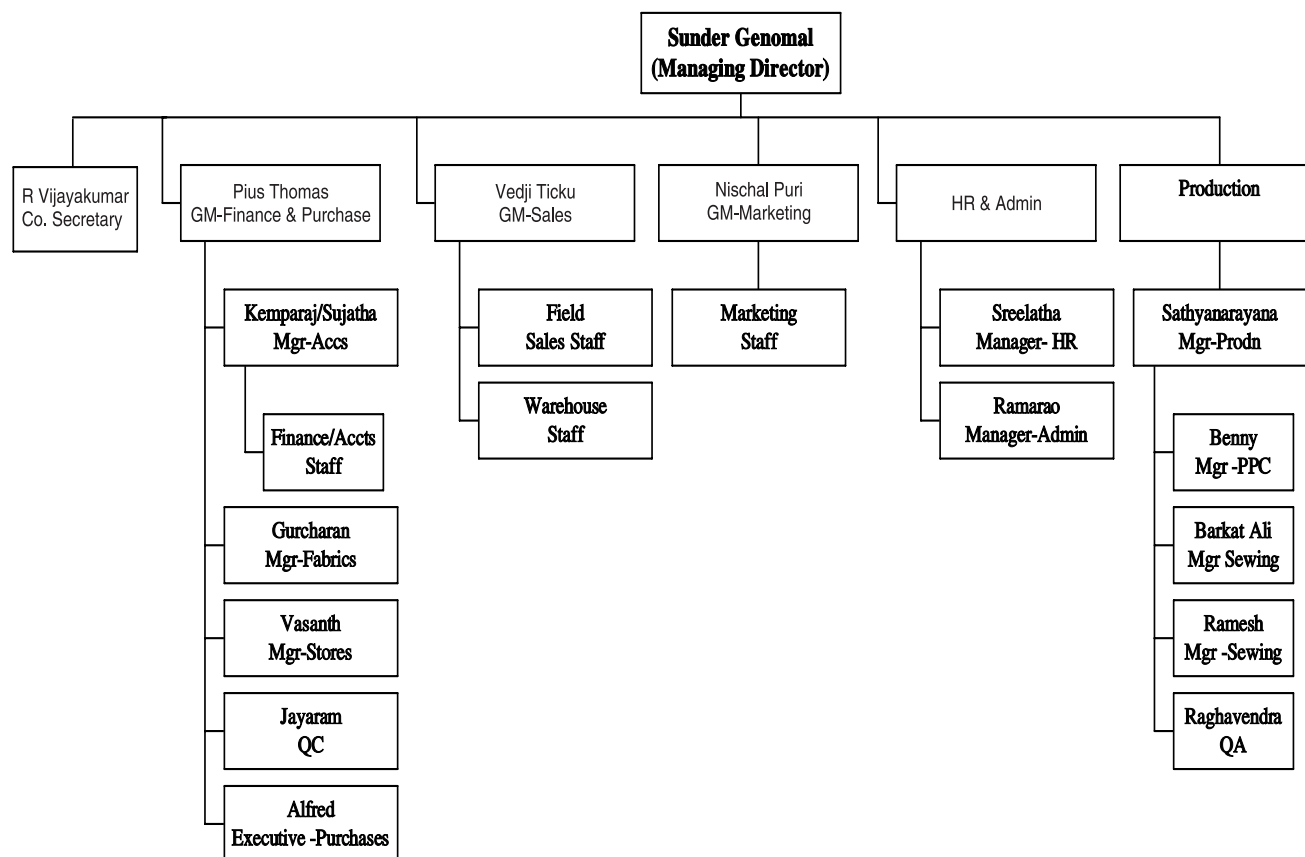 Sunder Genomal
(Managing Director)
R Vijayakumar
Co. Secretary
Pius Thomas
GM-Finance & Purchase
Vedji Ticku
GM-Sales
Nischal Puri
GM-Marketing
HR & Admin
Production
Kemparaj/Sujatha
Mgr-Accs
Finance/Accts
Staff
Gurcharan
Mgr-Fabrics
Vasanth
Mgr-Stores
Jayaram
QC
Alfred
Executive -Purchases
Field
Sales Staff
Warehouse
Staff
Marketing
Staff
Sreelatha
Manager- HR
Ramarao
Manager-Admin
Sathyanarayana
Mgr-Prodn
Benny
Mgr -PPC
Barkat Ali
Mgr Sewing
Ramesh
Mgr -Sewing
Raghavendra
QA